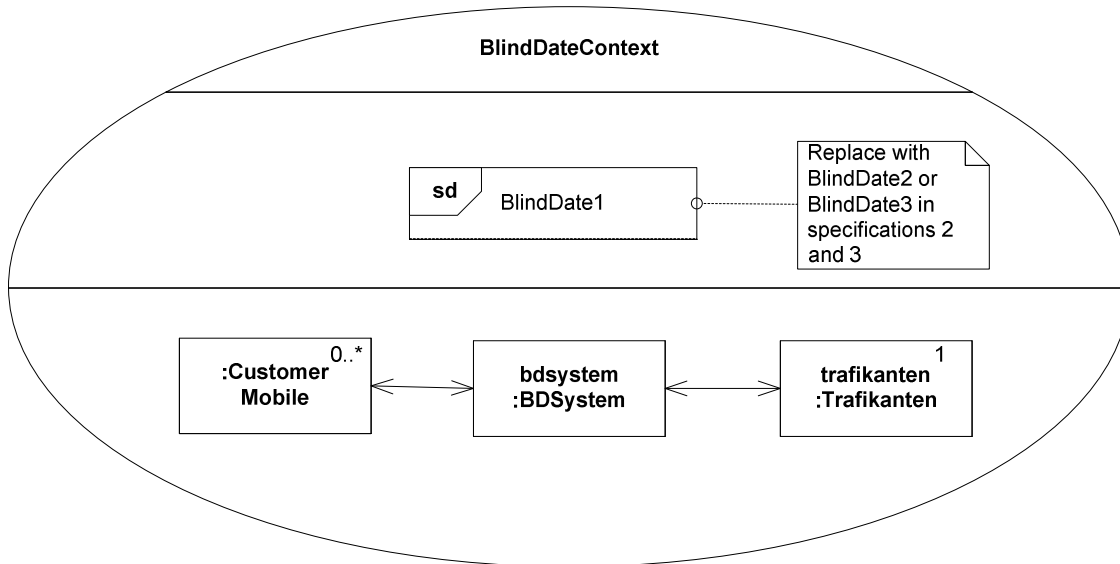 BlindDateContext
sd
BlindDate1
Replace with
BlindDate2 or
BlindDate3 in
specifications 2
and 3
0..*
:Customer
Mobile
bdsystem
:BDSystem
1
trafikanten
:Trafikanten